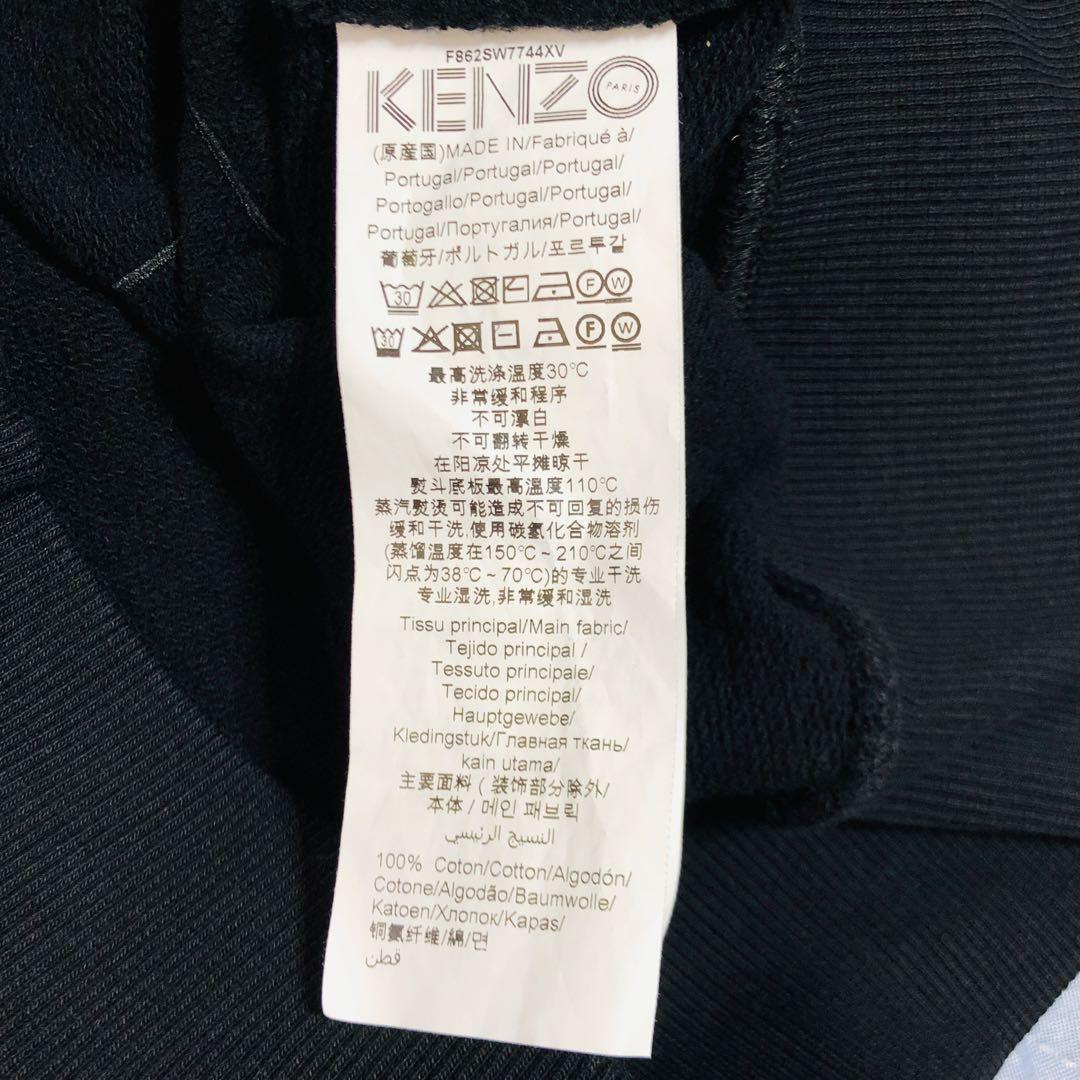 F862SW7744XV
KENZO
PARIS
(原産国)MADE IN/Fabriqué à/
Portugal/Portugal/Portugal/
Portogallo/Portugal/Portugal/
Portugal/Португалия/Portugal/
葡萄牙/ポルトガル/포르투갈
30
F W
30
F W
最高洗涤温度30℃
非常缓和程序
不可漂白
不可翻转干燥
在阴凉处平摊晾干
熨斗底板最高温度110℃
蒸汽熨烫可能造成不可回复的损伤
缓和干洗,使用碳氢化合物溶剂
(蒸馏温度在150℃~210℃之间
闪点为38℃~70℃)的专业干洗
专业湿洗,非常缓和湿洗
Tissu principal/Main fabric/
Tejido principal /
Tessuto principale/
Tecido principal/
Hauptgewebe/
Kledingstuk/Главная ткань/
kain utama/
主要面料 ( 装饰部分除外/
本体 / 메인 패브릭
النسيج الرئيسي
100% Coton/Cotton/Algodón/
Cotone/Algodão/Baumwolle/
Katoen/Хлопок/Kapas/
铜氨纤维/綿/면
قطن